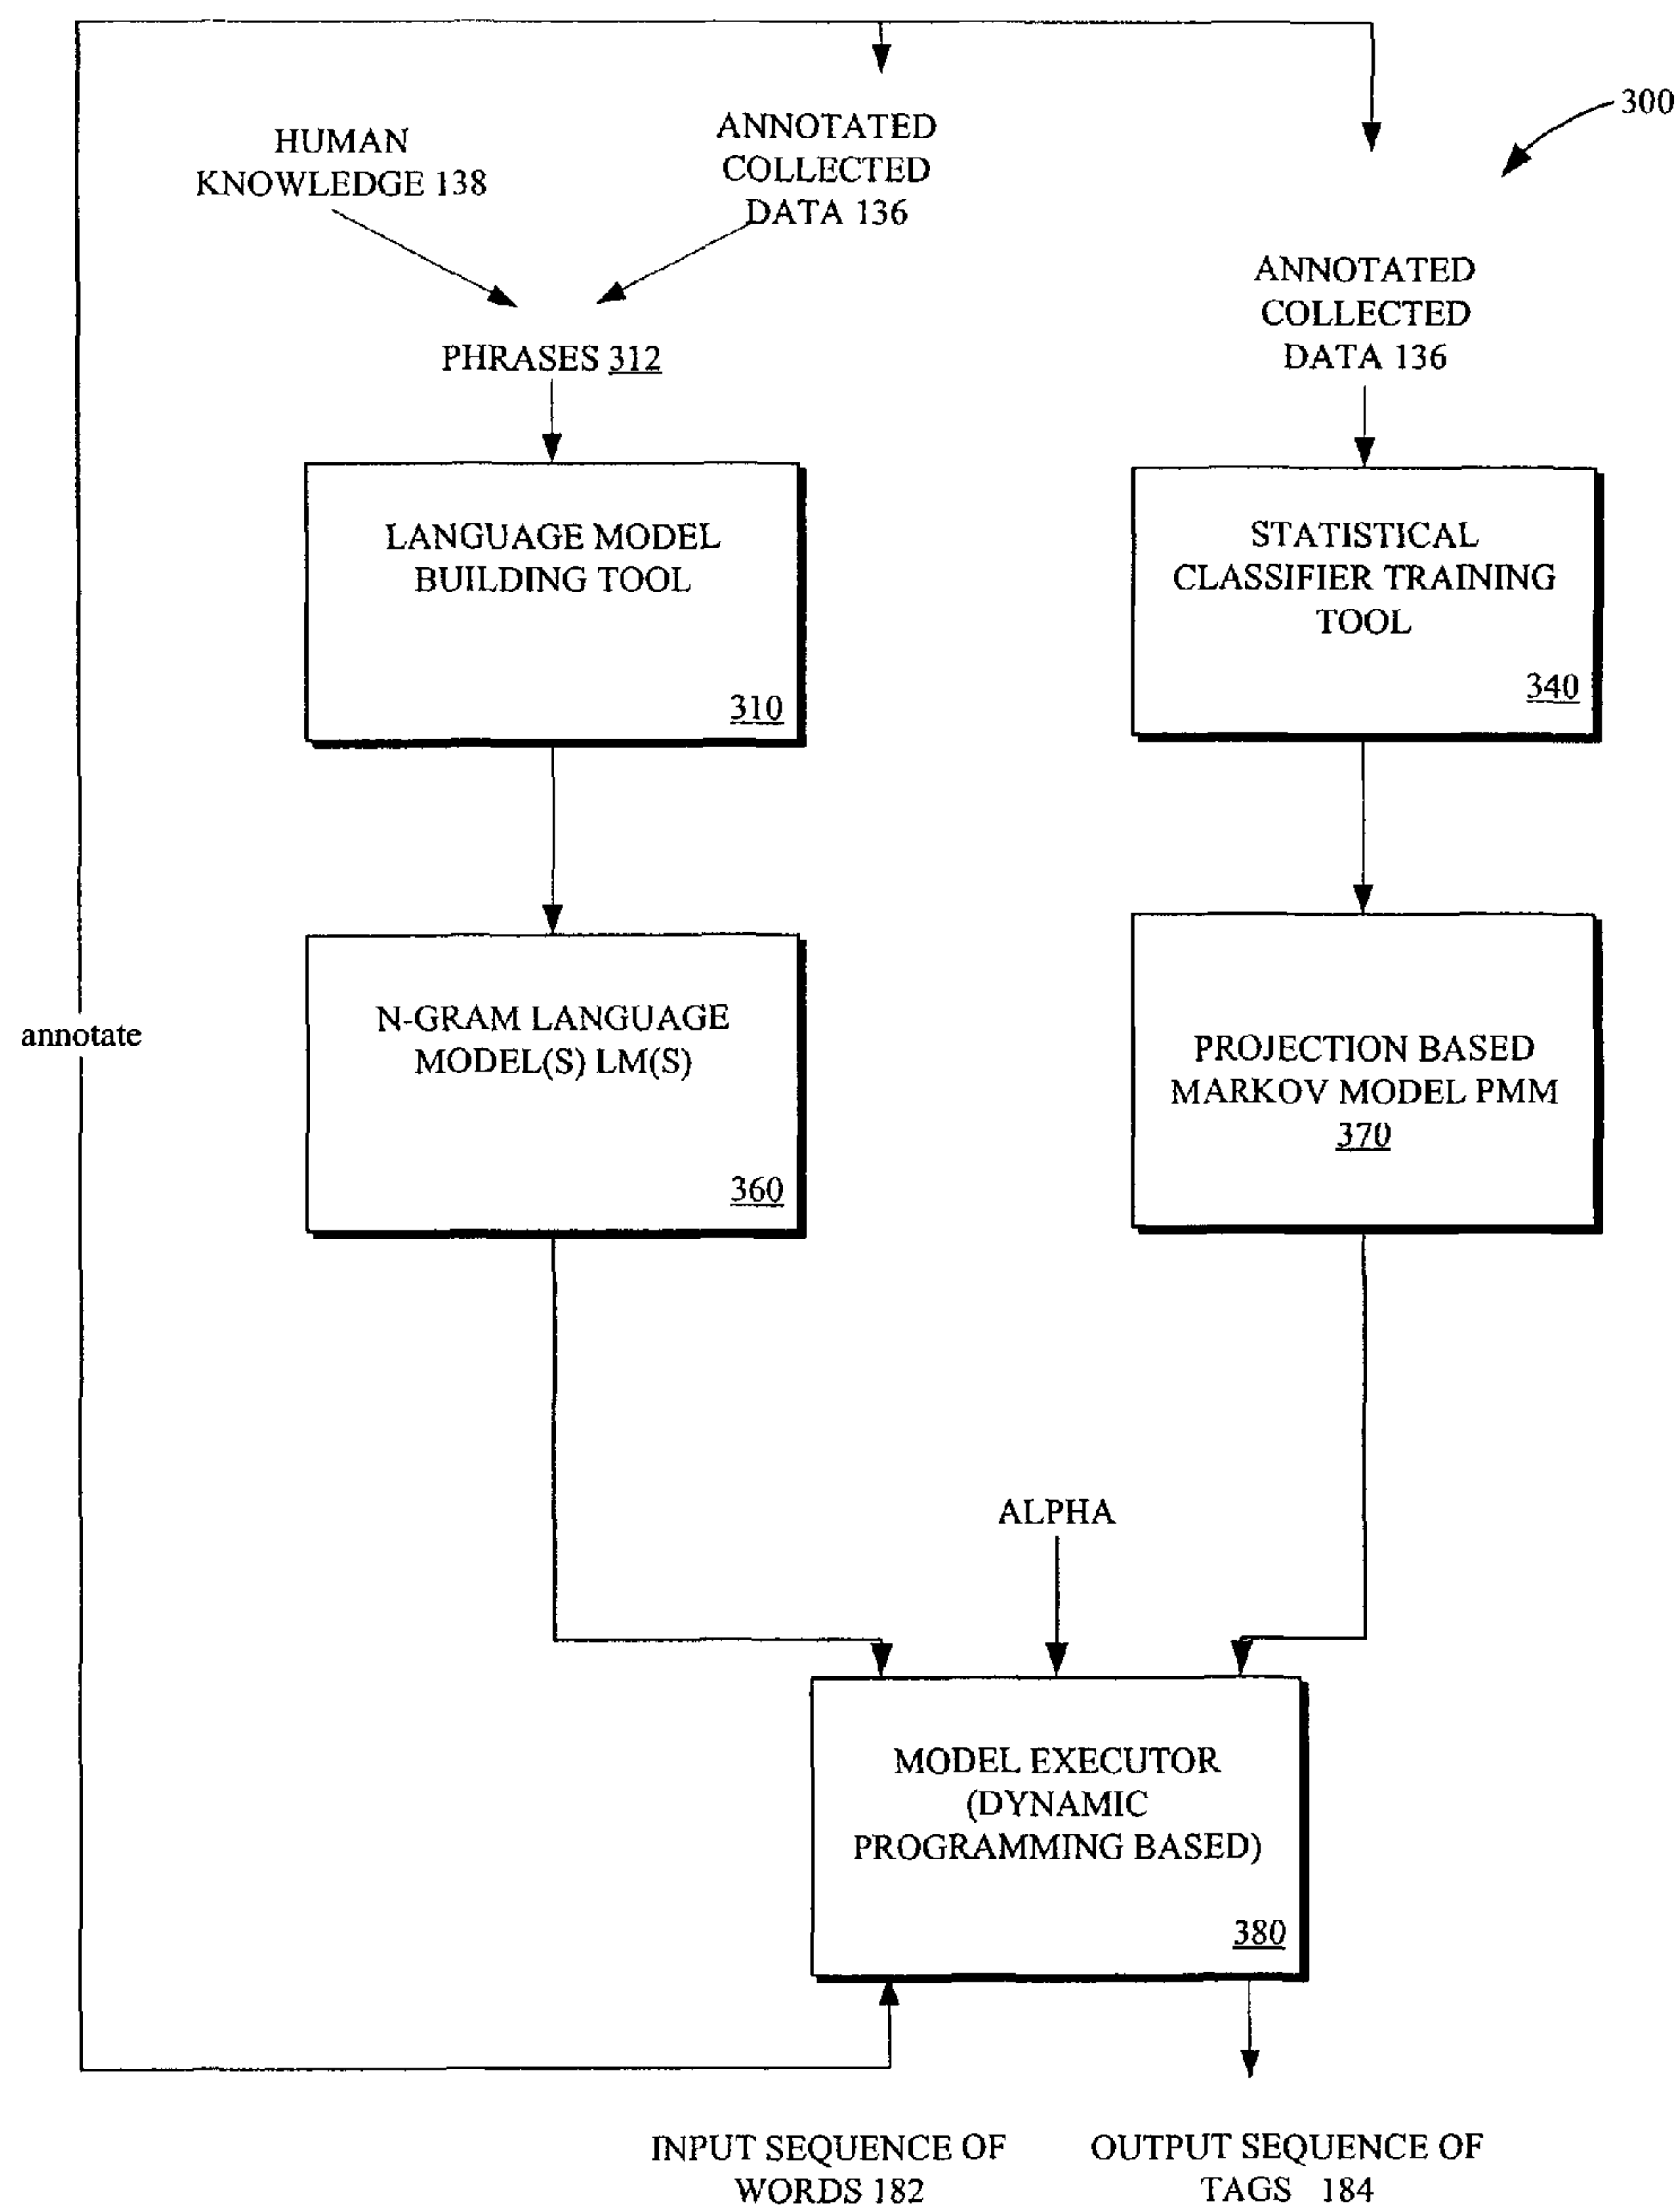 300
HUMAN
KNOWLEDGE 138
ANNOTATED
COLLECTED
DATA 136
ANNOTATED
COLLECTED
DATA 136
PHRASES 312
LANGUAGE MODEL
BUILDING TOOL
310
STATISTICAL
CLASSIFIER TRAINING
TOOL
340
annotate
N-GRAM LANGUAGE
MODEL(S) LM(S)
360
PROJECTION BASED
MARKOV MODEL PMM
370
ALPHA
MODEL EXECUTOR
(DYNAMIC
PROGRAMMING BASED)
380
INPUT SEQUENCE OF
WORDS 182
OUTPUT SEQUENCE OF
TAGS 184